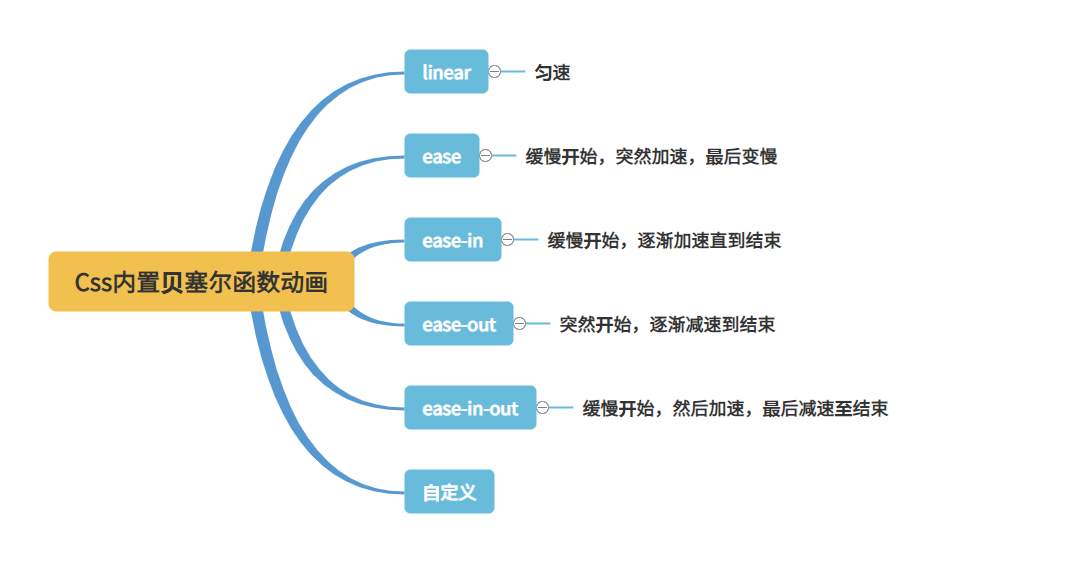 linear
匀速
ease
缓慢开始，突然加速，最后变慢
ease-in
缓慢开始，逐渐加速直到结束
Css内置贝塞尔函数动画
ease-out
突然开始，逐渐减速到结束
ease-in-out
缓慢开始，然后加速，最后减速至结束
自定义